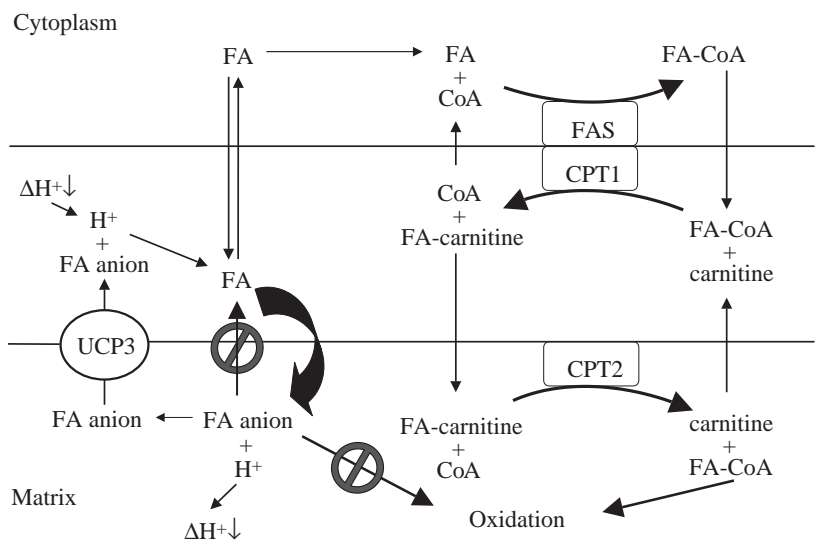 Cytoplasm
FA
FA
+
CoA
FA-CoA
FAS
CPT1
ΔH⁺↓
H⁺
+
FA anion
FA
CoA
+
FA-carnitine
FA-CoA
+
carnitine
UCP3
CPT2
FA anion
FA anion
+
H⁺
ΔH⁺↓
FA-carnitine
+
CoA
carnitine
+
FA-CoA
Matrix
Oxidation